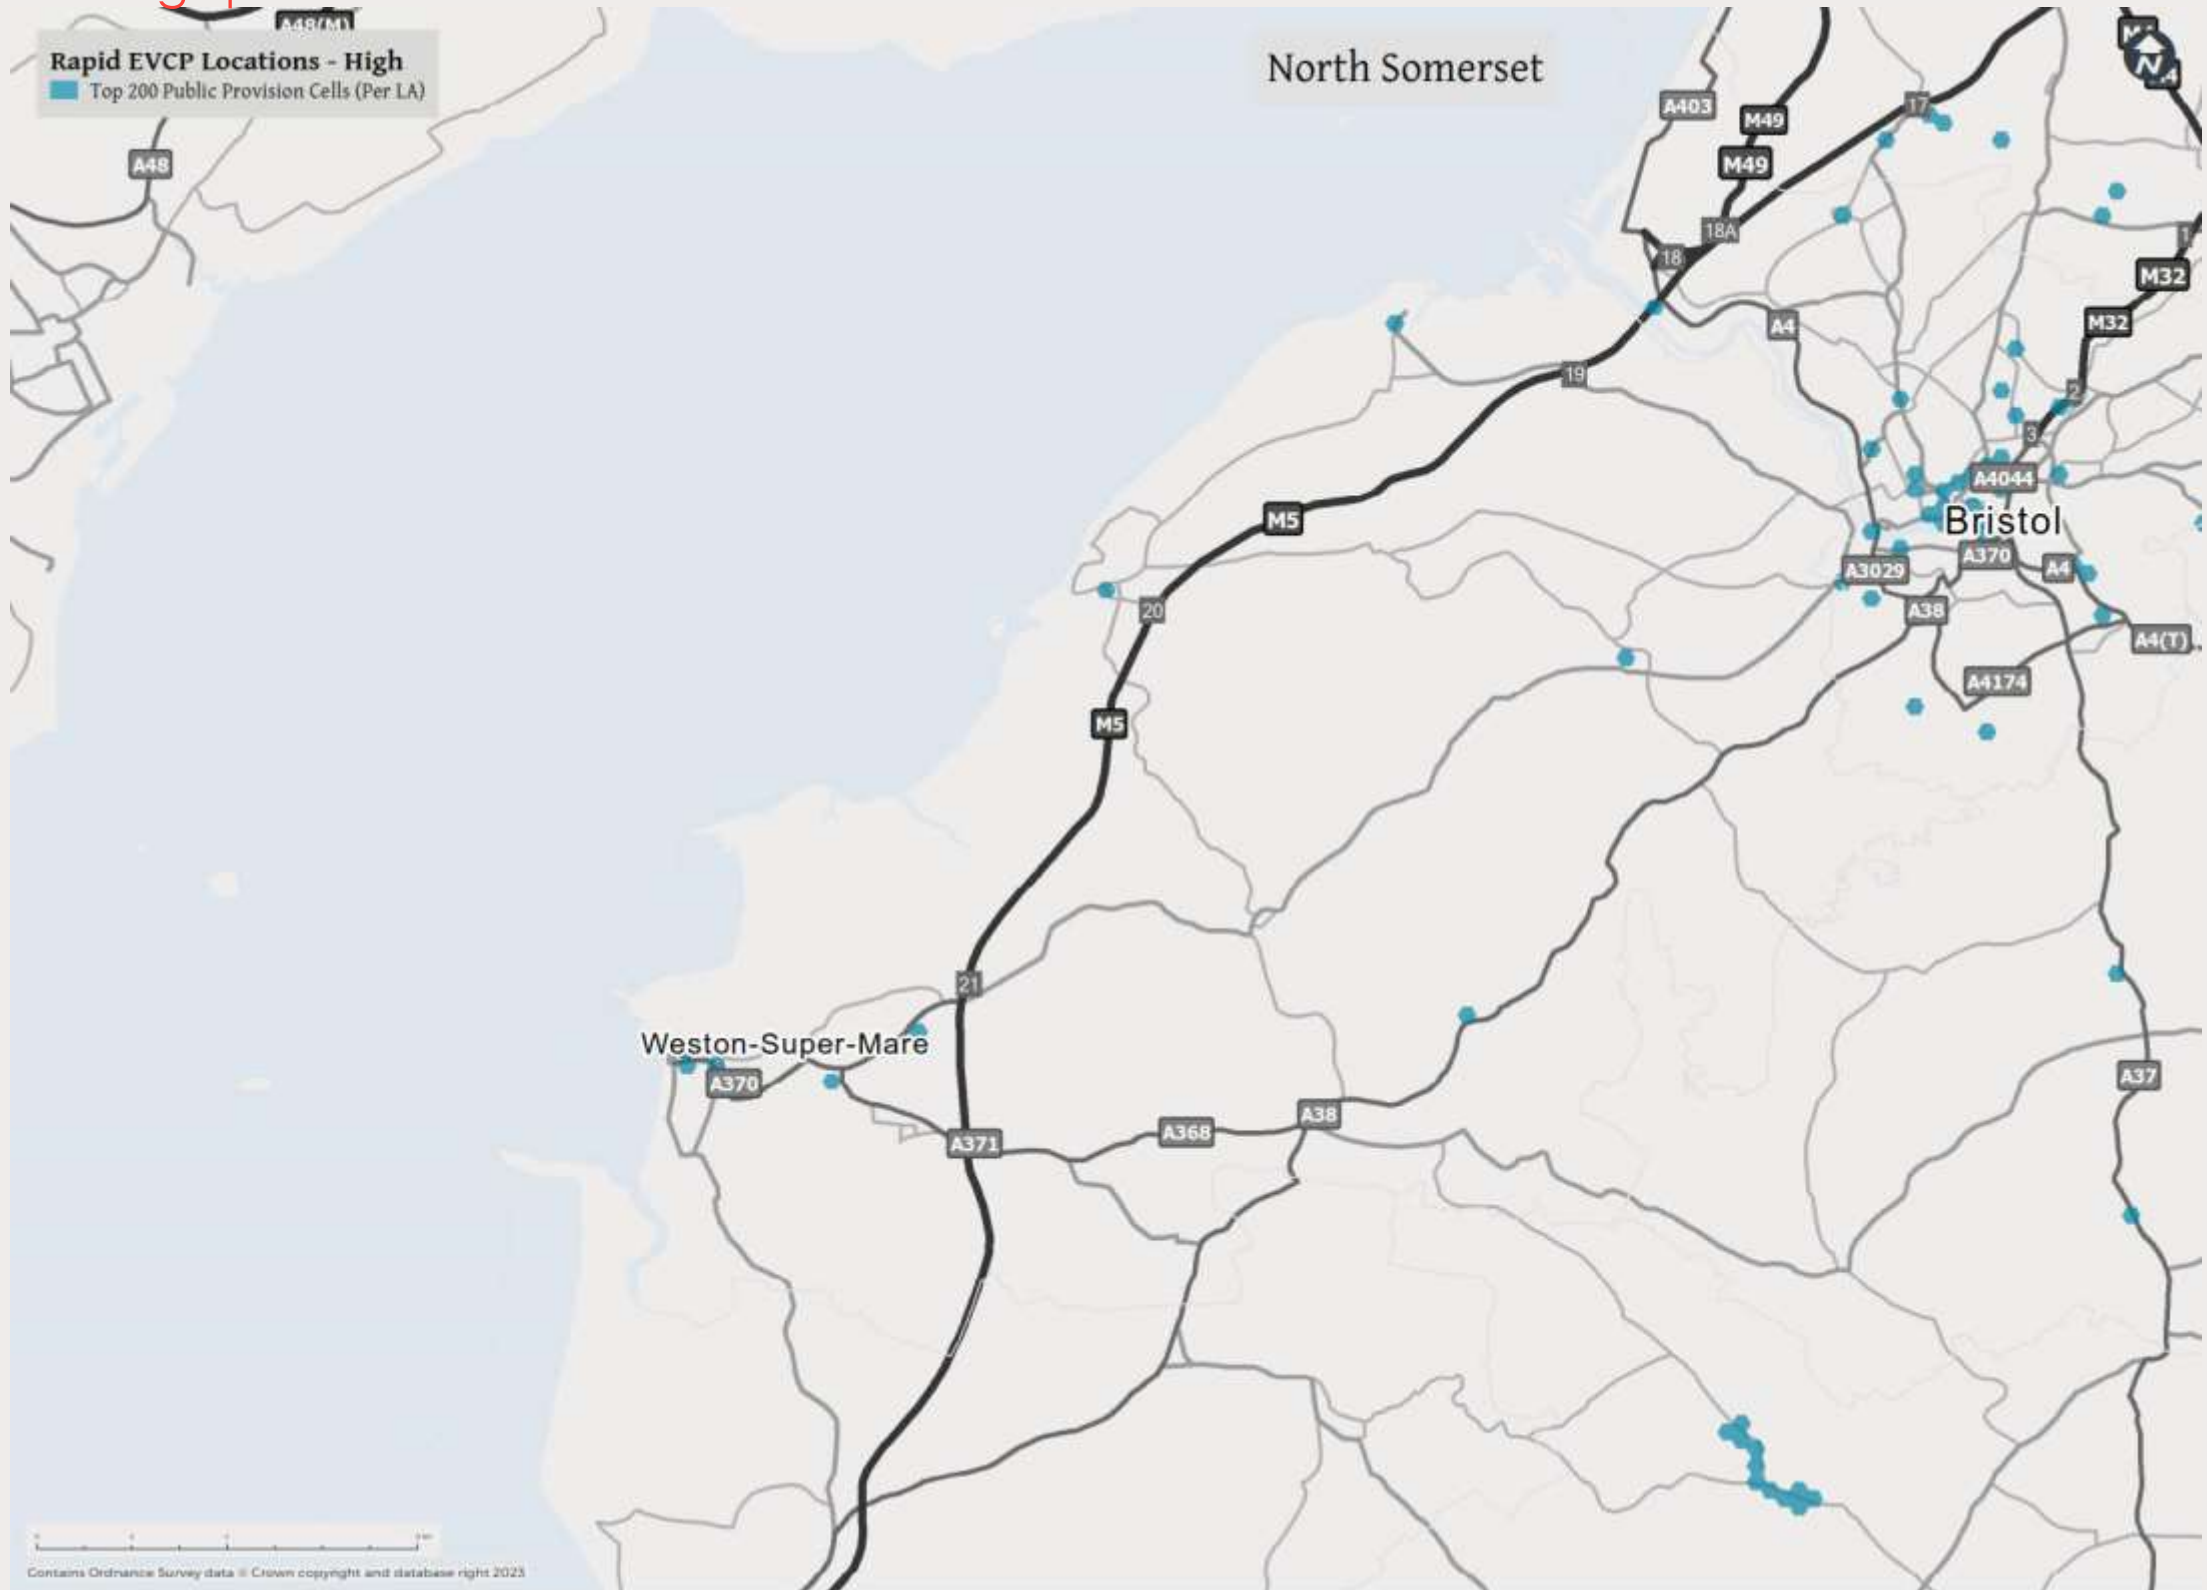 A48(M)
Rapid EVCP Locations - High
Top 200 Public Provision Cells (Per LA)
North Somerset
N
A403
M49
17
A48
M49
18A
18
M32
A4
M32
19
2
3
A4044
M5
Bristol
A370
A3029
A4
20
A38
A4(T)
A4174
M5
21
Weston-Super-Mare
A370
A37
A38
A368
A371
Contains Ordnance Survey data © Crown copyright and database right 2023